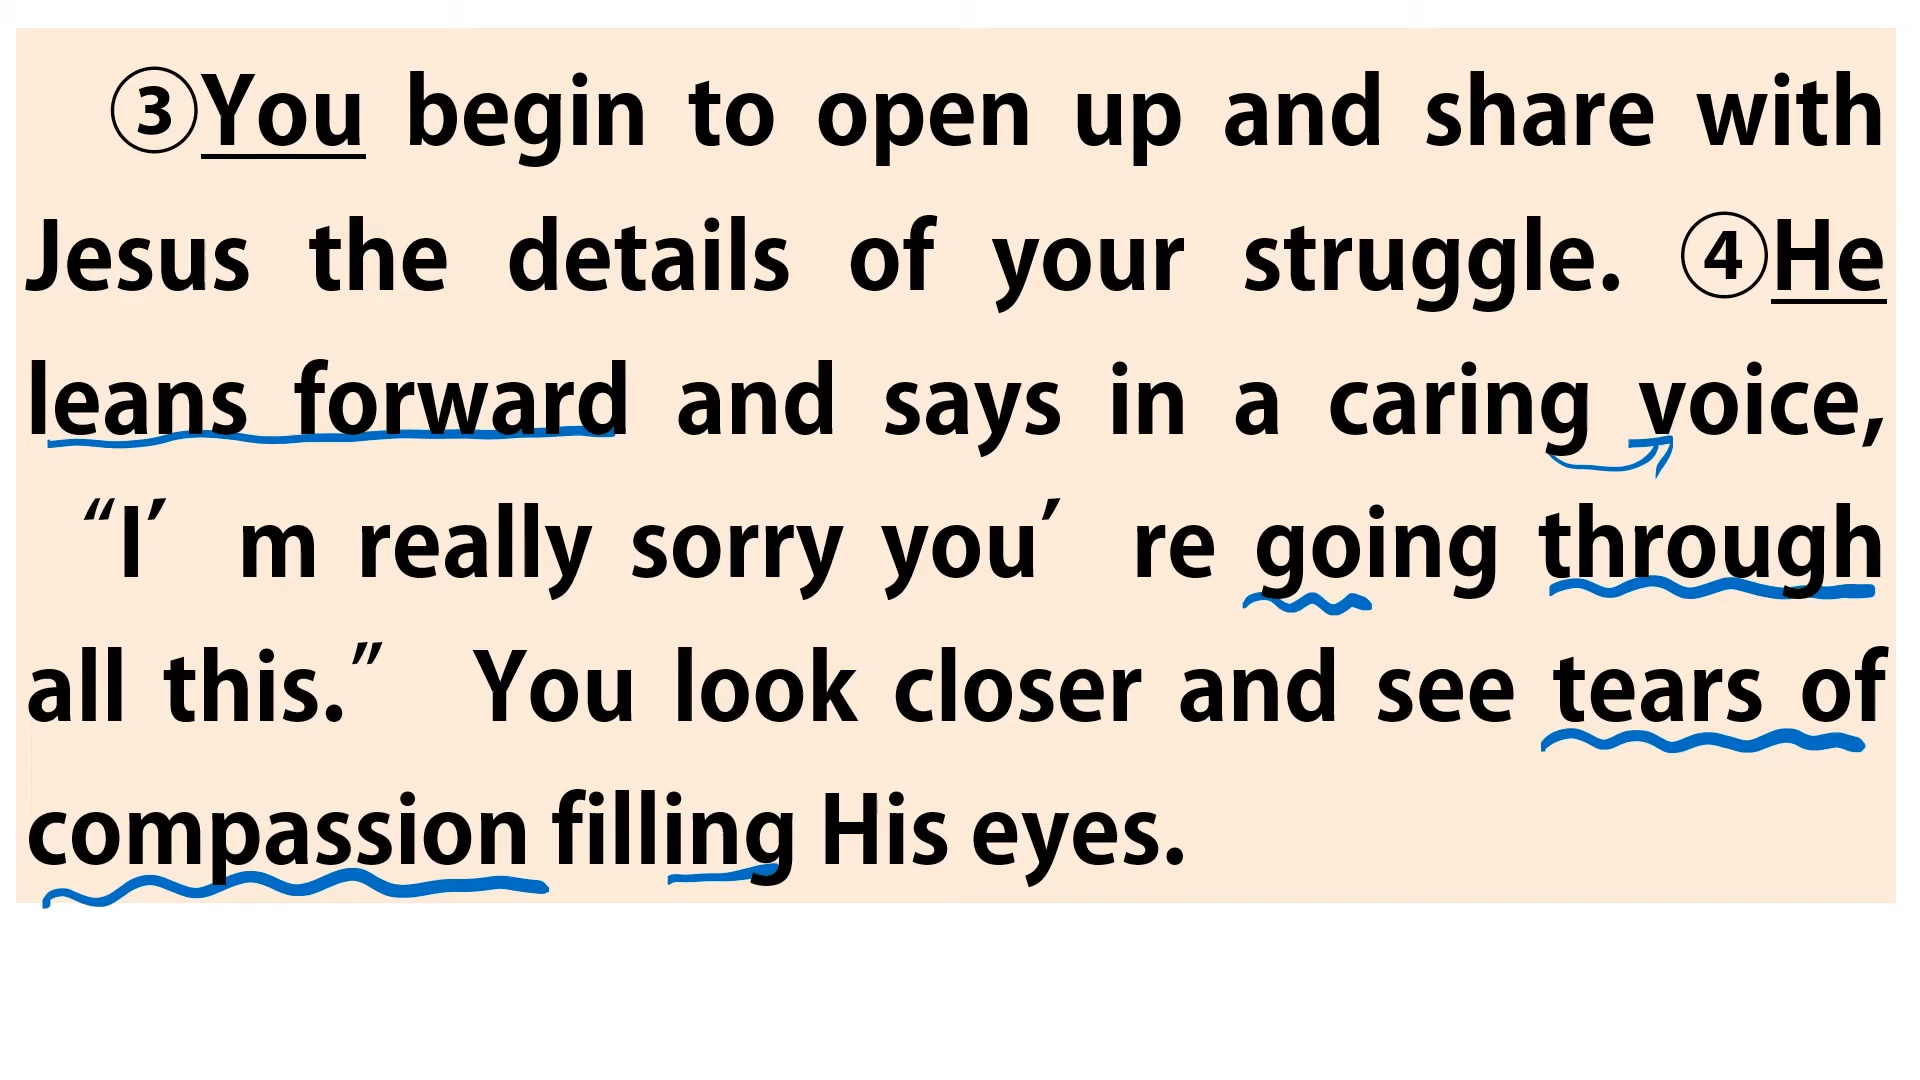 ③You begin to open up and share with
Jesus the details of your struggle. ④He
leans forward and says in a caring voice,
“I’ m really sorry you’ re going through
all this.” You look closer and see tears of
compassion filling His eyes.